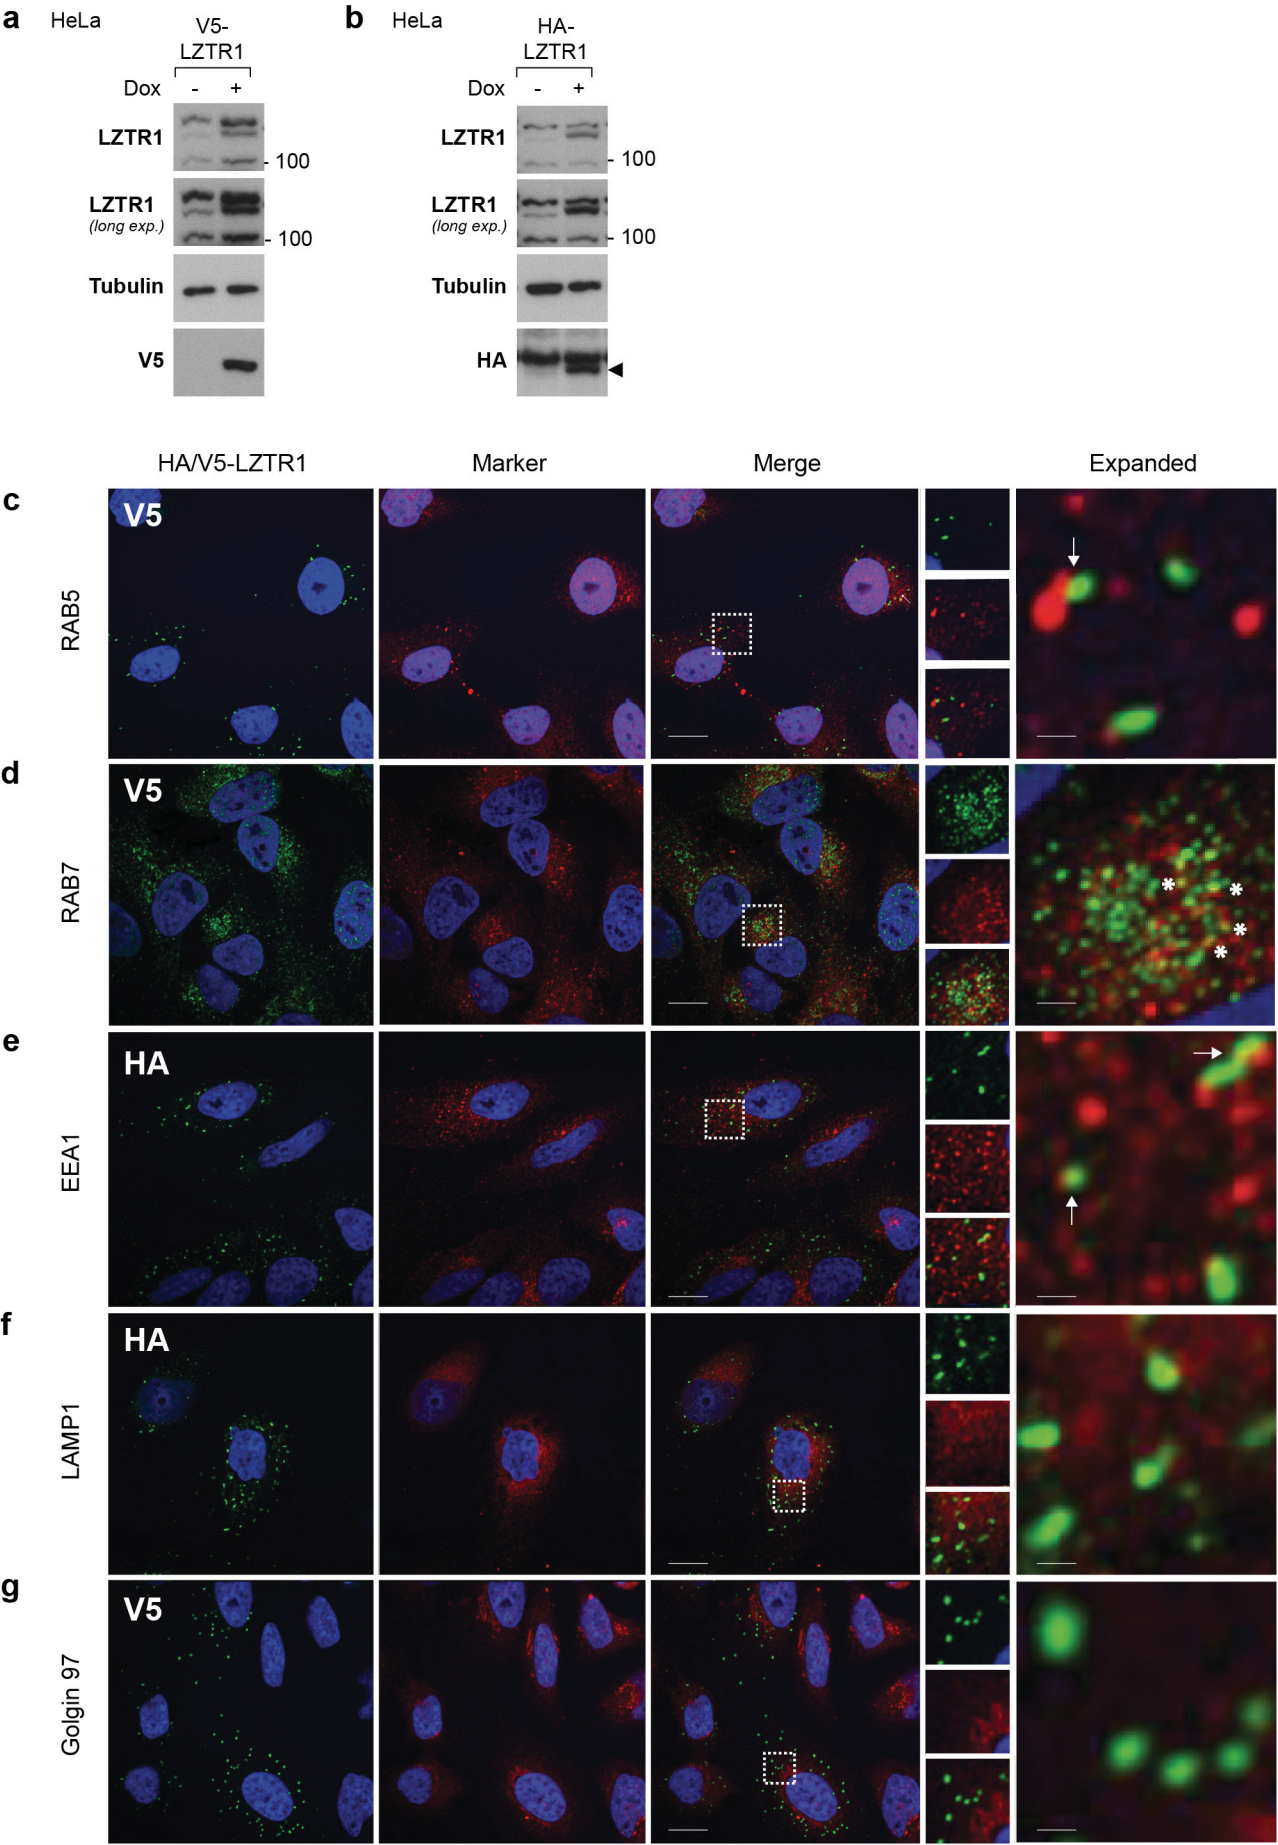 a HeLa V5-
LZTR1
Dox - +
LZTR1
- 100
LZTR1
(long exp.)
- 100
Tubulin
V5
b HeLa HA-
LZTR1
Dox - +
LZTR1
- 100
LZTR1
(long exp.)
- 100
Tubulin
HA
HA/V5-LZTR1 Marker Merge Expanded
c
V5
RAB5
d
V5
RAB7
*
*
*
*
e
HA
EEA1
f
HA
LAMP1
g
V5
Golgin 97